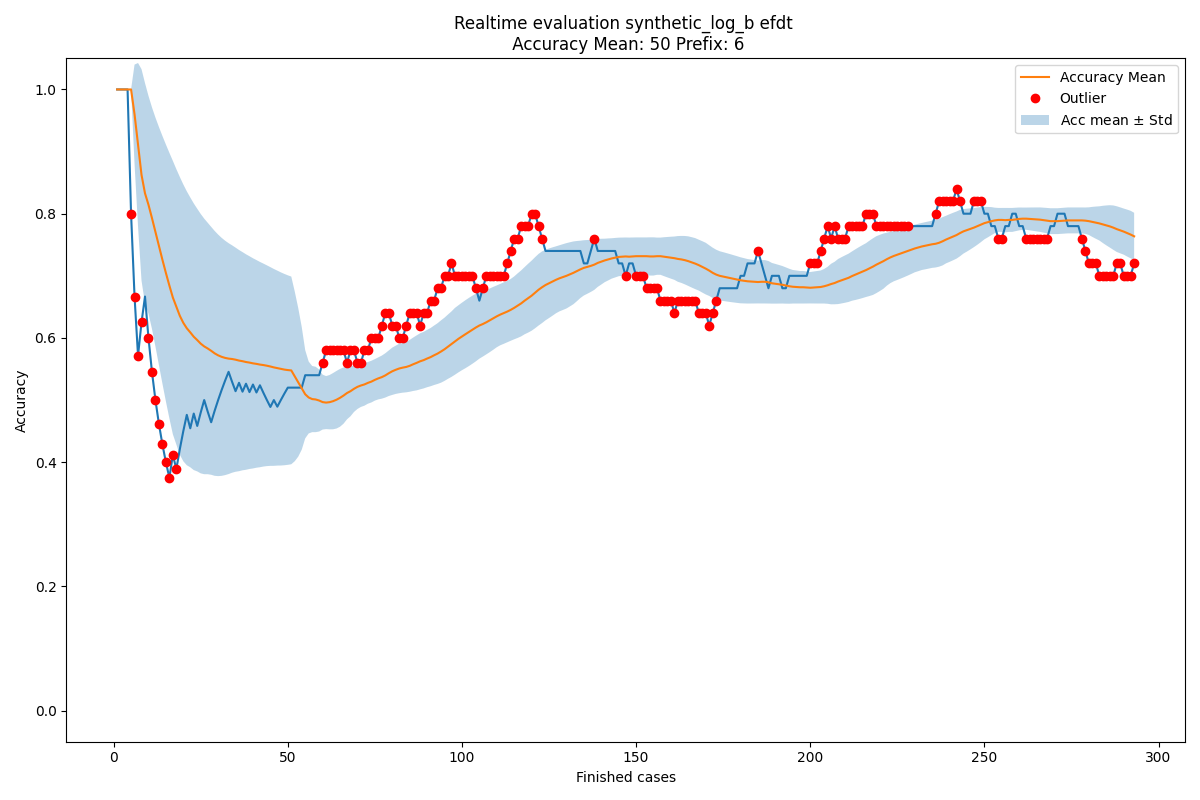 Realtime evaluation synthetic_log_b efdt
Accuracy Mean: 50 Prefix: 6
Accuracy Mean
Outlier
Acc mean ± Std
1.0
0.8
0.6
0.4
0.2
0.0
Accuracy
0 50 100 150 200 250 300
Finished cases